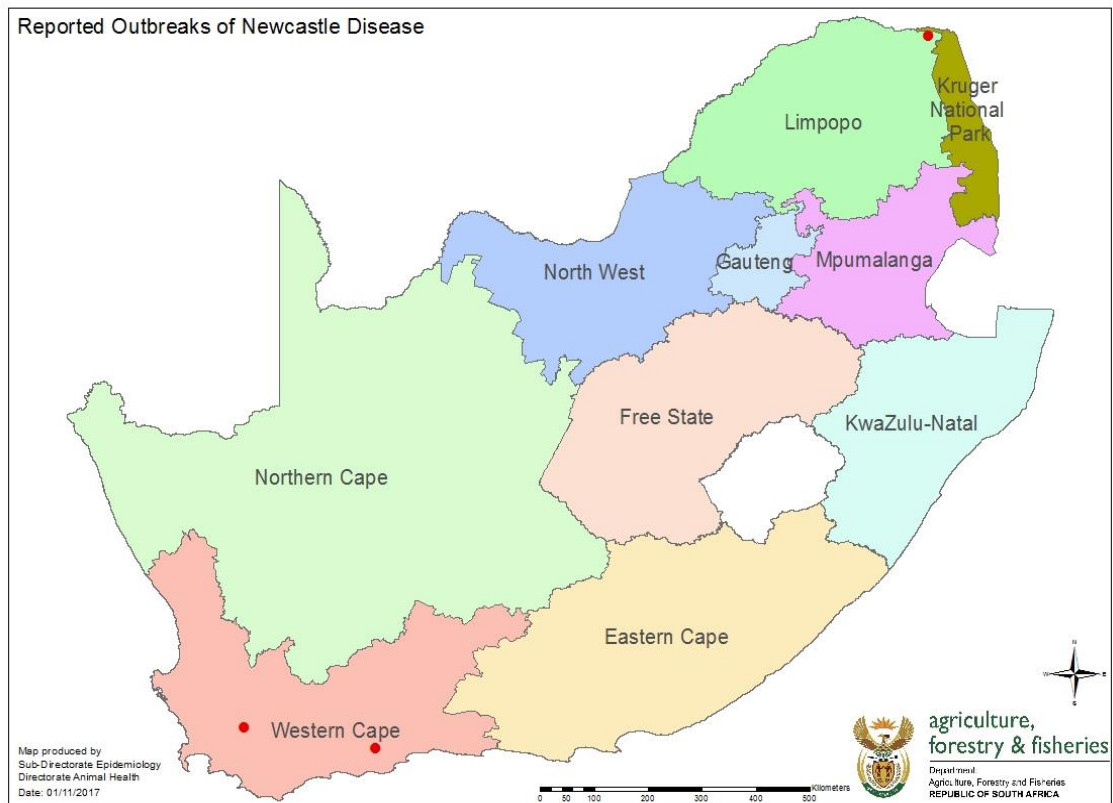 Reported Outbreaks of Newcastle Disease
Kruger
National
Park
Limpopo
North West
Gauteng
Mpumalanga
Free State
KwaZulu-Natal
Northern Cape
Eastern Cape
Western Cape
N
W
E
S
Map produced by
Sub-Directorate Epidemiology
Directorate Animal Health
Date: 01/11/2017
Kilometers
0 50 100 200 300 400 500
agriculture,
forestry & fisheries
Department:
Agriculture, Forestry and Fisheries
REPUBLIC OF SOUTH AFRICA